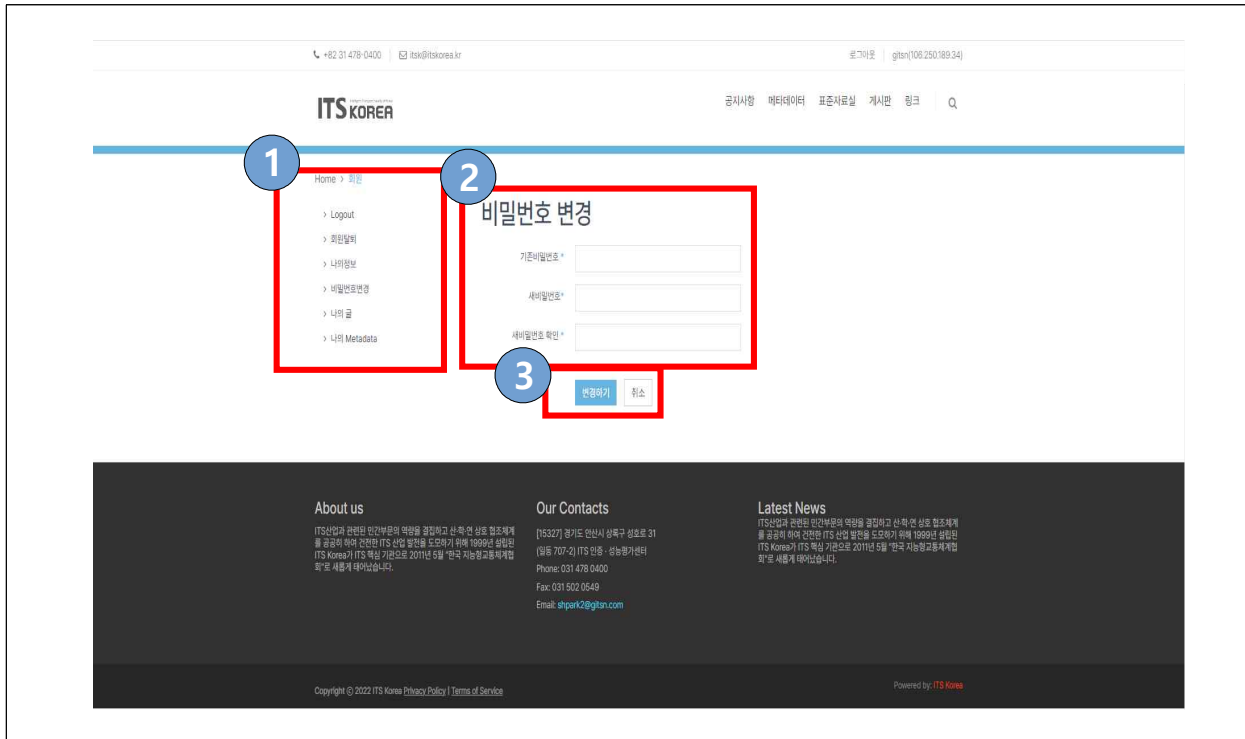 +82 31 478-0400 itsk@itskorea.kr
로그아웃 gitsn(106.250.189.34)
ITS KOREA
공지사항 메타데이터 표준자료실 게시판 링크
1
Home > 회원
> Logout
> 회원탈퇴
> 나의정보
> 비밀번호변경
> 나의 글
> 나의 Metadata
2
비밀번호 변경
기존비밀번호 *
새비밀번호*
새비밀번호 확인 *
3
변경하기 취소
About us
ITS산업과 관련된 민간부문의 역량을 결집하고 산·학·연 상호 협조체계
를 공공히 하여 건전한 ITS 산업 발전을 도모하기 위해 1999년 설립된
ITS Korea가 ITS 핵심 기관으로 2011년 5월 "한국 지능형교통체계협
회"로 새롭게 태어났습니다.
Our Contacts
[15327] 경기도 안산시 상록구 성호로 31
(일동 707-2) ITS 인증 · 성능평가센터
Phone: 031 478 0400
Fax: 031 502 0549
Email: shpark2@gitsn.com
Latest News
ITS산업과 관련된 민간부문의 역량을 결집하고 산·학·연 상호 협조체계
를 공공히 하여 건전한 ITS 산업 발전을 도모하기 위해 1999년 설립된
ITS Korea가 ITS 핵심 기관으로 2011년 5월 "한국 지능형교통체계협
회"로 새롭게 태어났습니다.
Copyright © 2022 ITS Korea Privacy Policy | Terms of Service
Powered by: ITS Korea